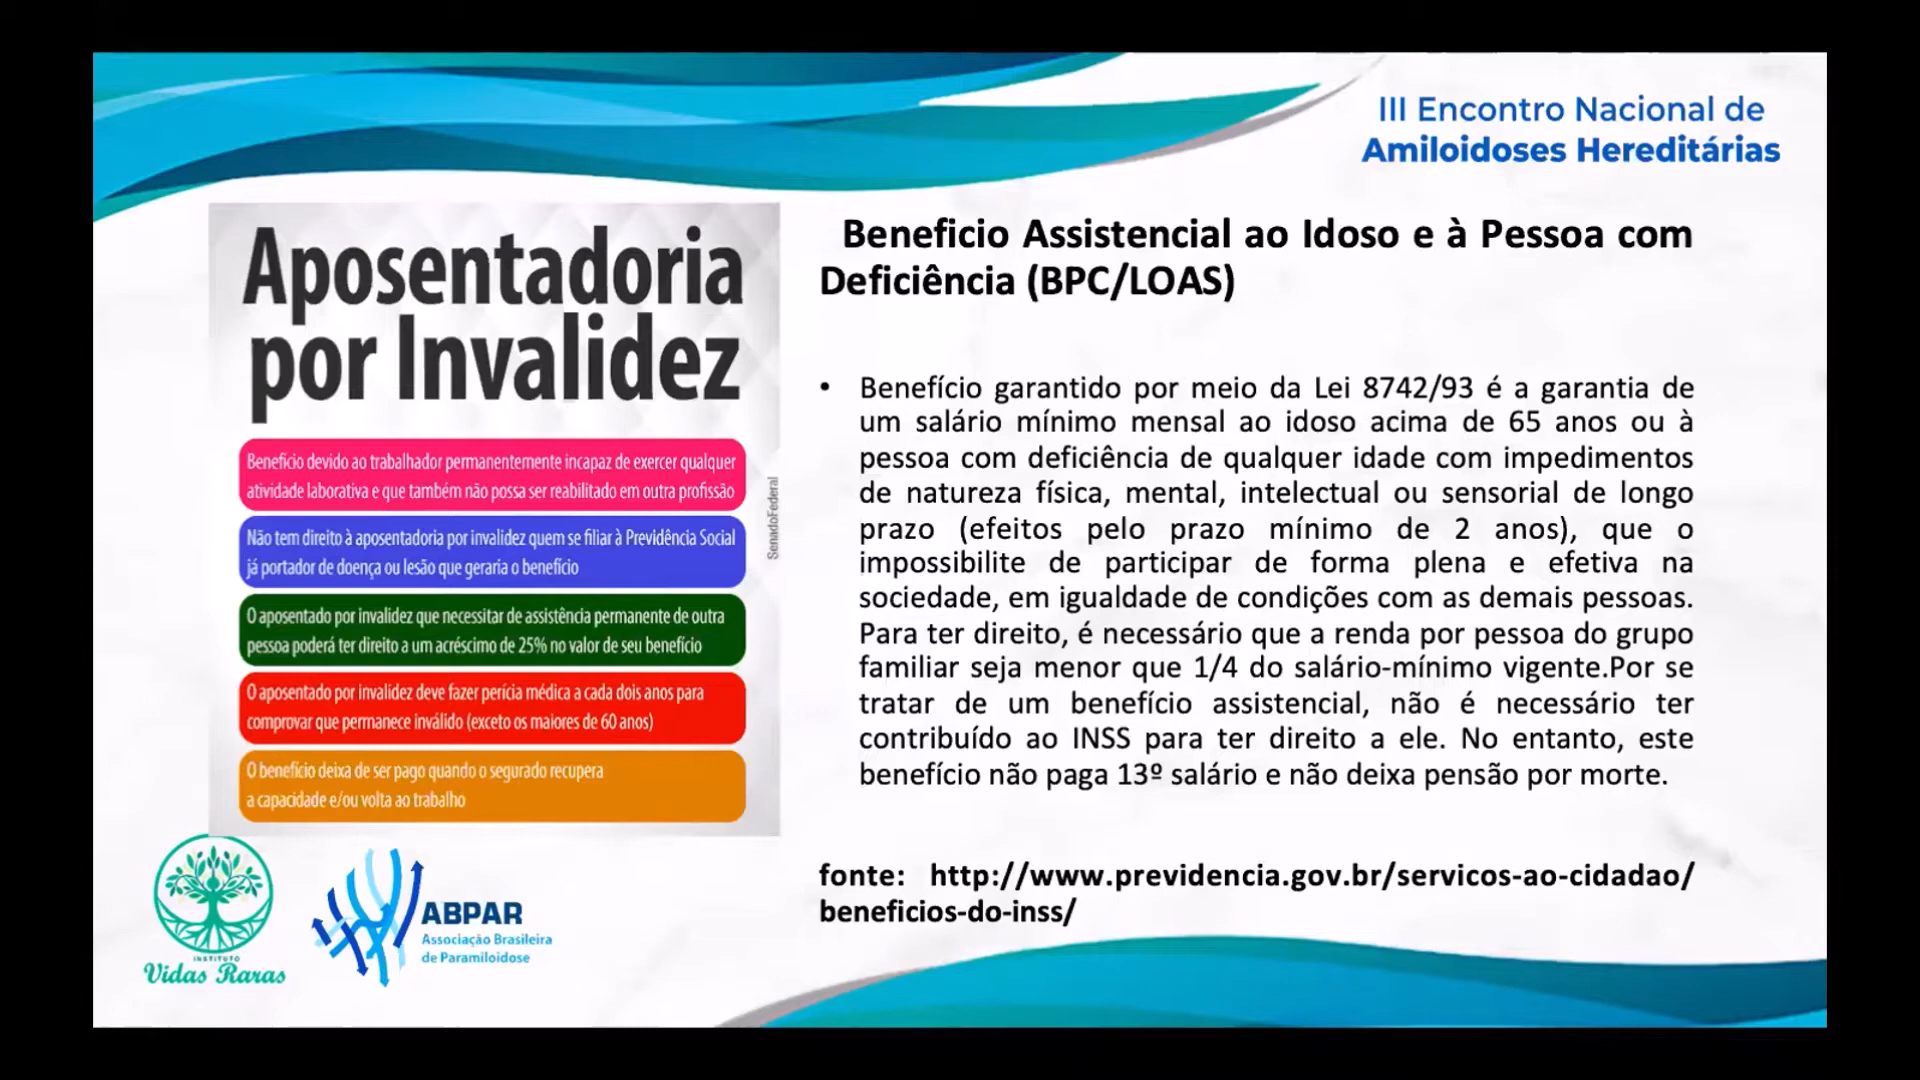 III Encontro Nacional de
Amiloidoses Hereditárias
Aposentadoria
por Invalidez
Benefício devido ao trabalhador permanentemente incapaz de exercer qualquer
atividade laborativa e que também não possa ser reabilitado em outra profissão
Não tem direito à aposentadoria por invalidez quem se filiar à Previdência Social
já portador de doença ou lesão que geraria o benefício
O aposentado por invalidez que necessitar de assistência permanente de outra
pessoa poderá ter direito a um acréscimo de 25% no valor de seu benefício
O aposentado por invalidez deve fazer perícia médica a cada dois anos para
comprovar que permanece inválido (exceto os maiores de 60 anos)
O benefício deixa de ser pago quando o segurado recupera
a capacidade e/ou volta ao trabalho
SenadoFederal
Beneficio Assistencial ao Idoso e à Pessoa com
Deficiência (BPC/LOAS)
• Benefício garantido por meio da Lei 8742/93 é a garantia de
um salário mínimo mensal ao idoso acima de 65 anos ou à
pessoa com deficiência de qualquer idade com impedimentos
de natureza física, mental, intelectual ou sensorial de longo
prazo (efeitos pelo prazo mínimo de 2 anos), que o
impossibilite de participar de forma plena e efetiva na
sociedade, em igualdade de condições com as demais pessoas.
Para ter direito, é necessário que a renda por pessoa do grupo
familiar seja menor que 1/4 do salário-mínimo vigente.Por se
tratar de um benefício assistencial, não é necessário ter
contribuído ao INSS para ter direito a ele. No entanto, este
benefício não paga 13º salário e não deixa pensão por morte.
fonte: http://www.previdencia.gov.br/servicos-ao-cidadao/
beneficios-do-inss/
INSTITUTO
Vidas Raras
ABPAR
Associação Brasileira
de Paramiloidose